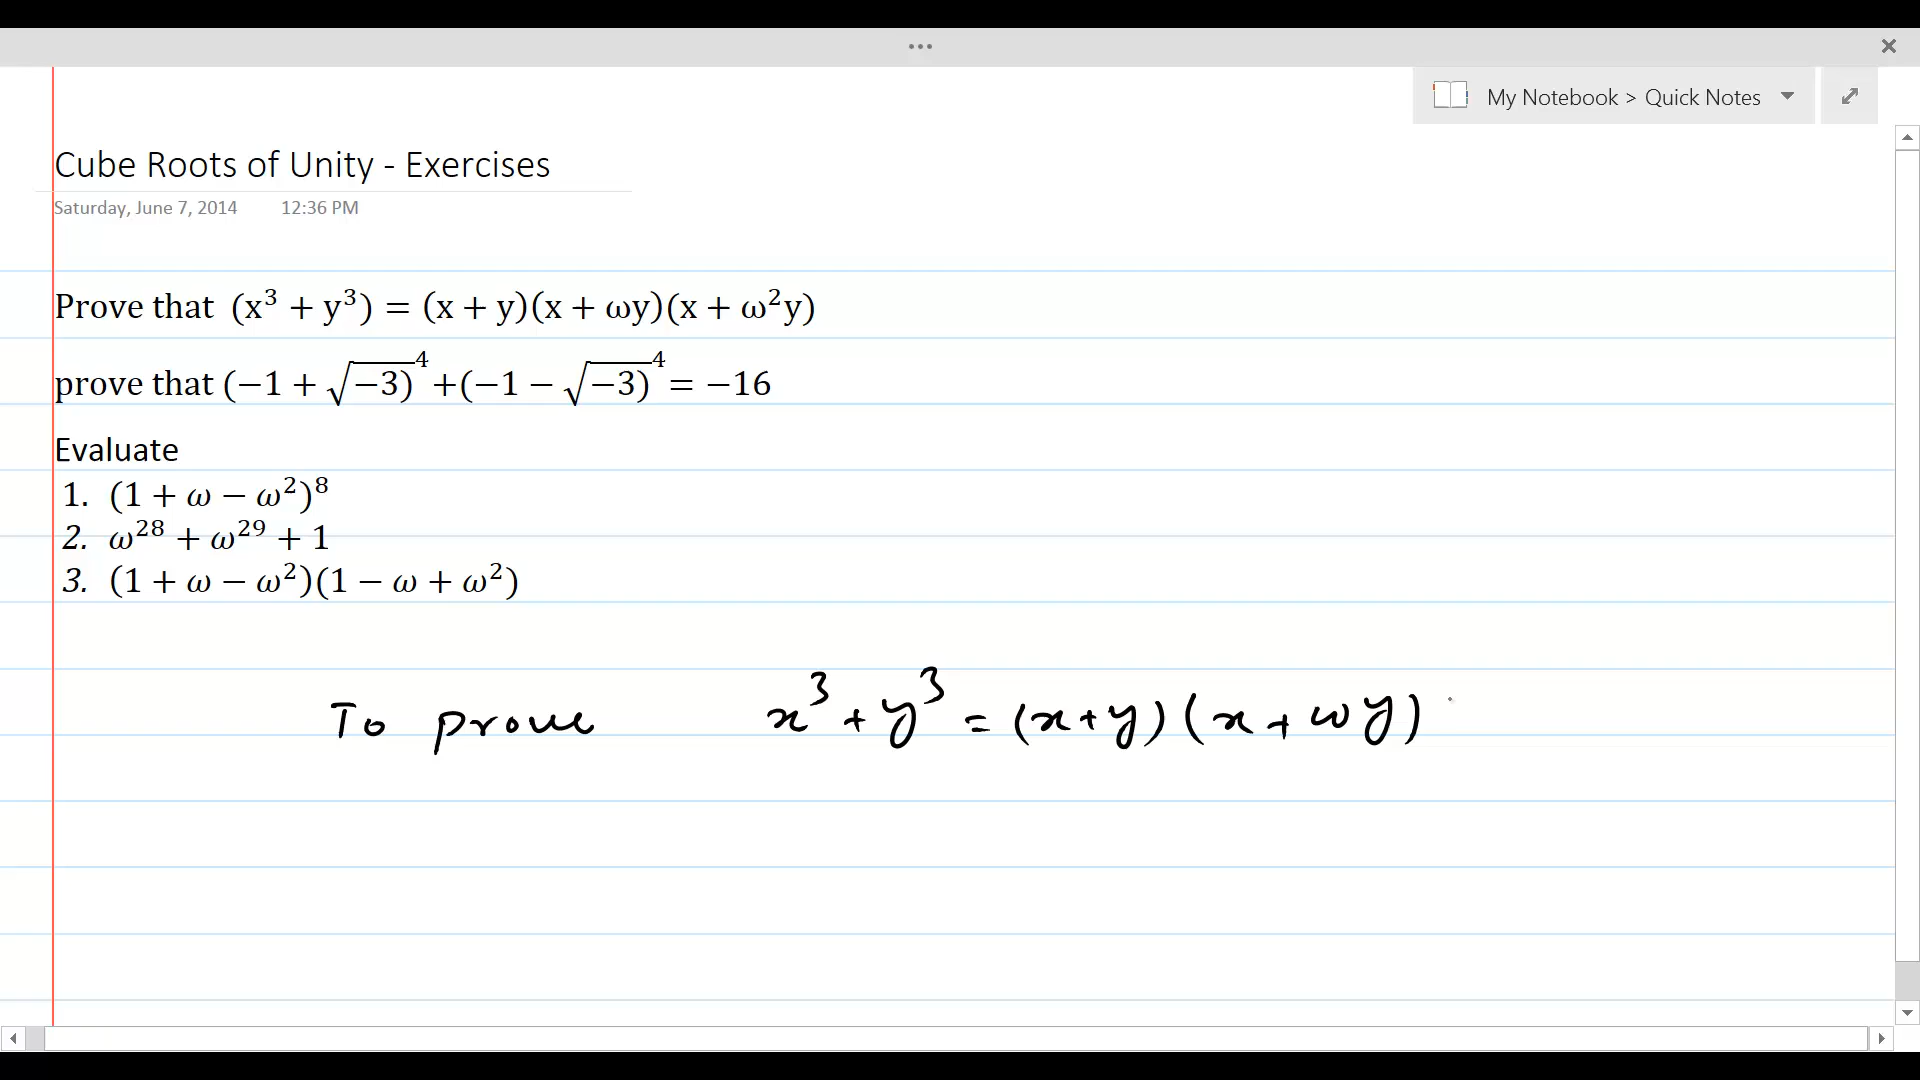 My Notebook > Quick Notes
Cube Roots of Unity - Exercises
Saturday, June 7, 2014 12:36 PM
Prove that (x³ + y³) = (x + y)(x + ωy)(x + ω²y)
prove that (−1 + √−3)⁴+(−1 − √−3)⁴= −16
Evaluate
1. (1 + ω − ω²)⁸
2. ω²⁸ + ω²⁹ + 1
3. (1 + ω − ω²)(1 − ω + ω²)
To prove x³ + y³ = (x+y)(x + ωy)